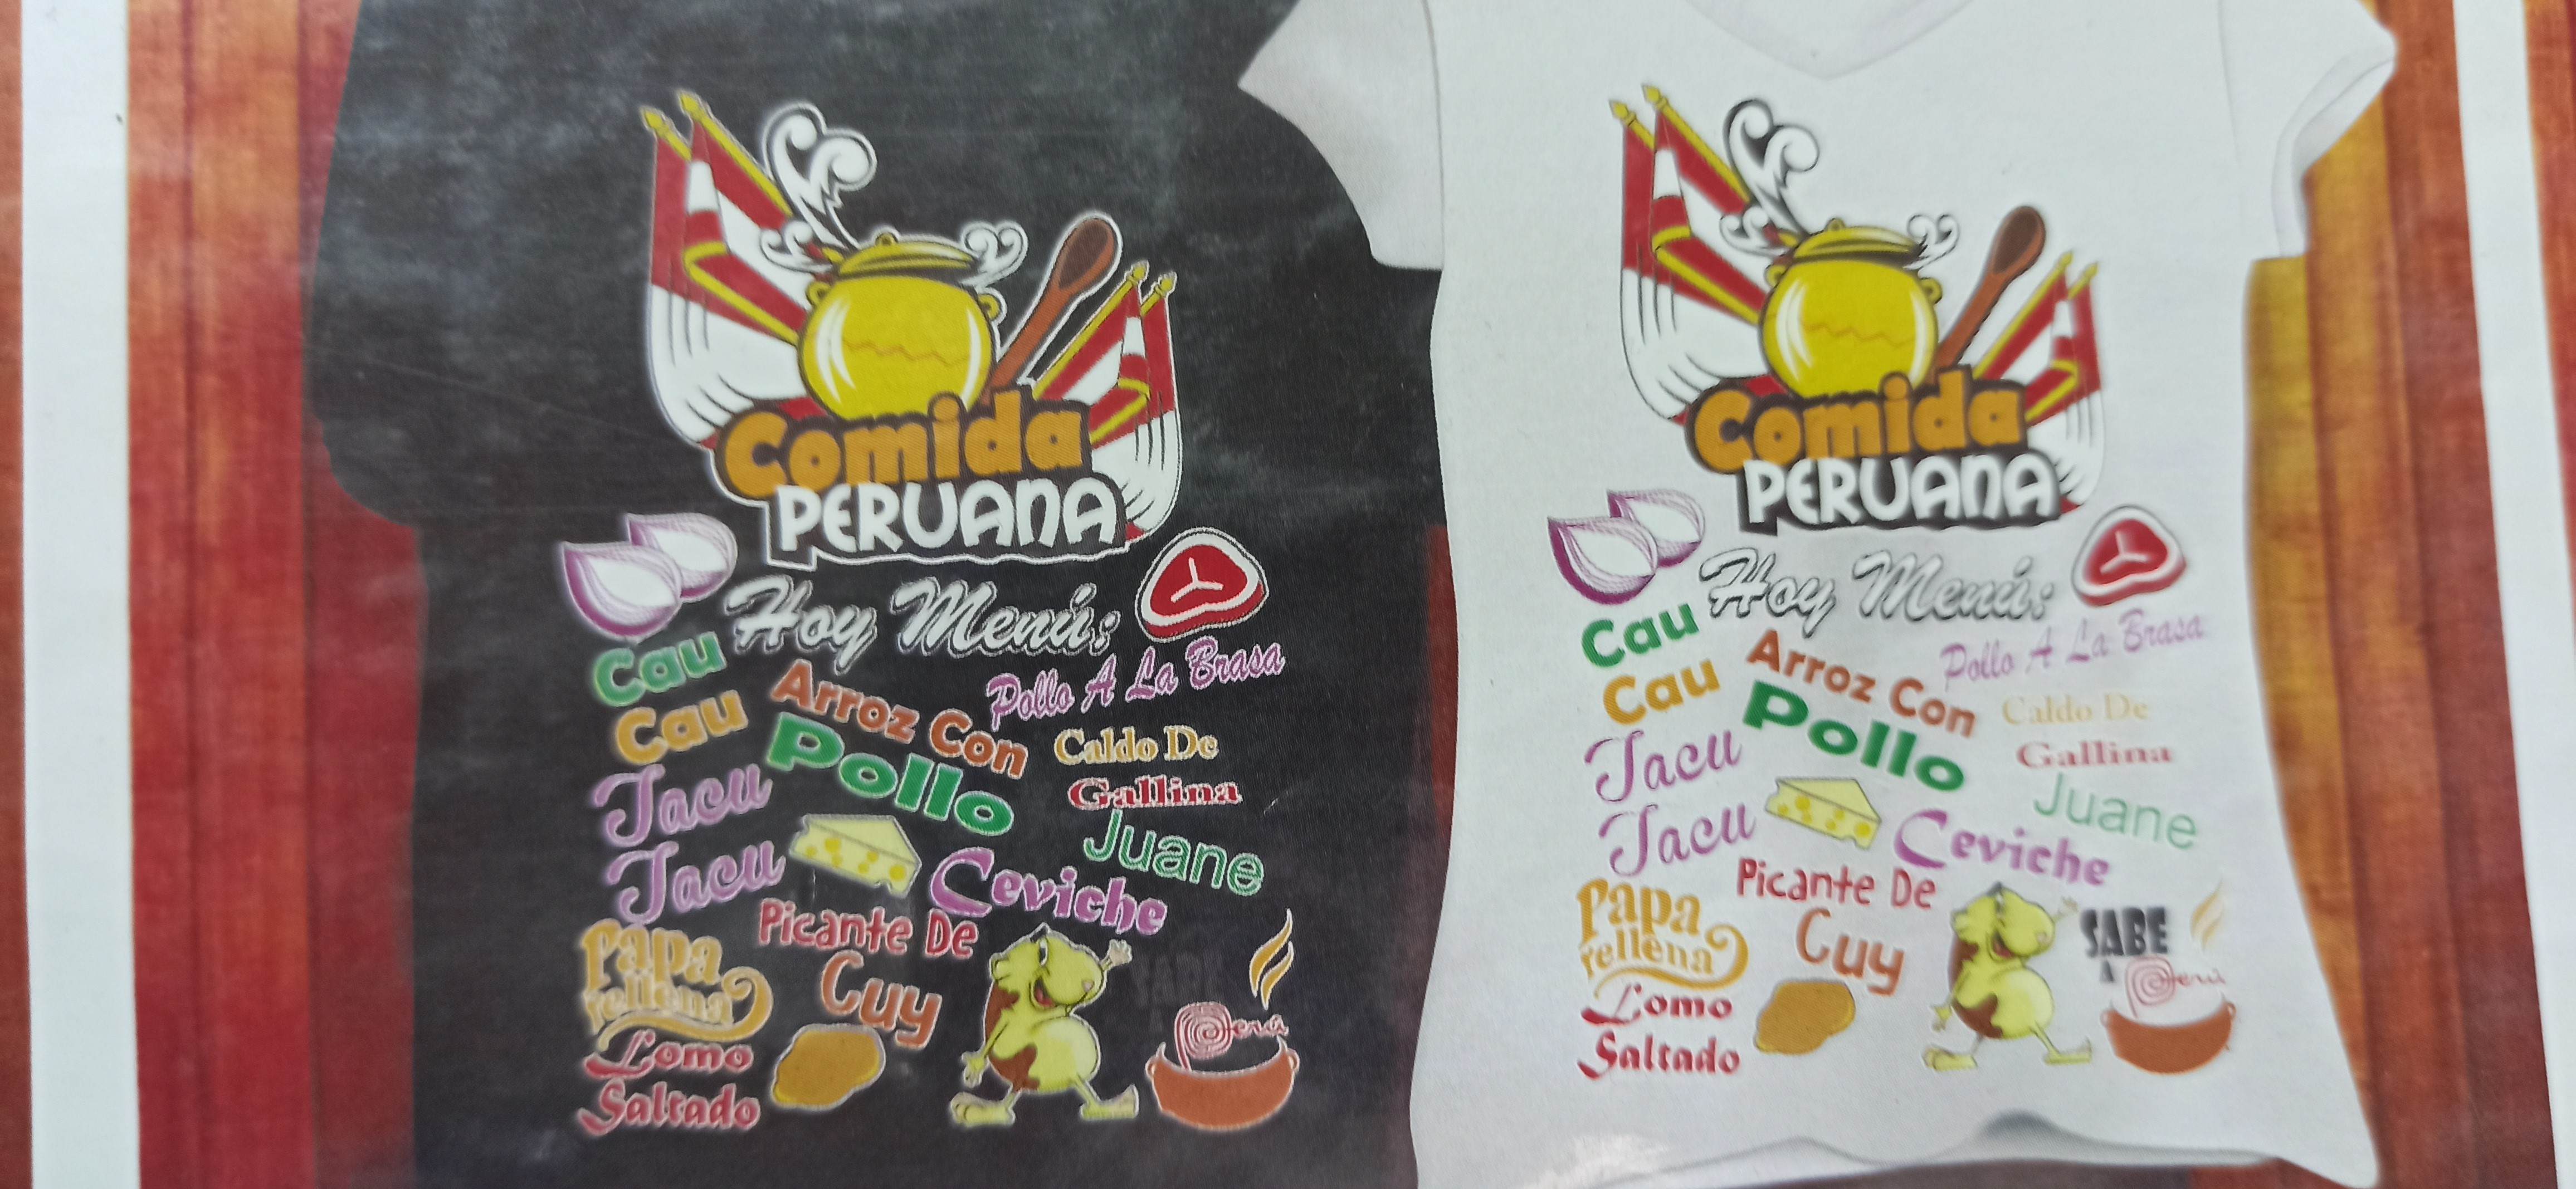 Comida
PERUANA
Hoy Menú:
Cau
Cau
Arroz Con
Pollo
Pollo A La Brasa
Caldo De
Gallina
Tacu
Tacu
Juane
Ceviche
Picante De
Cuy
Papa
rellena
Lomo
Saltado
SABE
Perú
Comida
PERUANA
Hoy Menú:
Cau
Cau
Arroz Con
Pollo
Pollo A La Brasa
Caldo De
Gallina
Tacu
Tacu
Juane
Ceviche
Picante De
Cuy
Papa
rellena
Lomo
Saltado
SABE
A
Perú